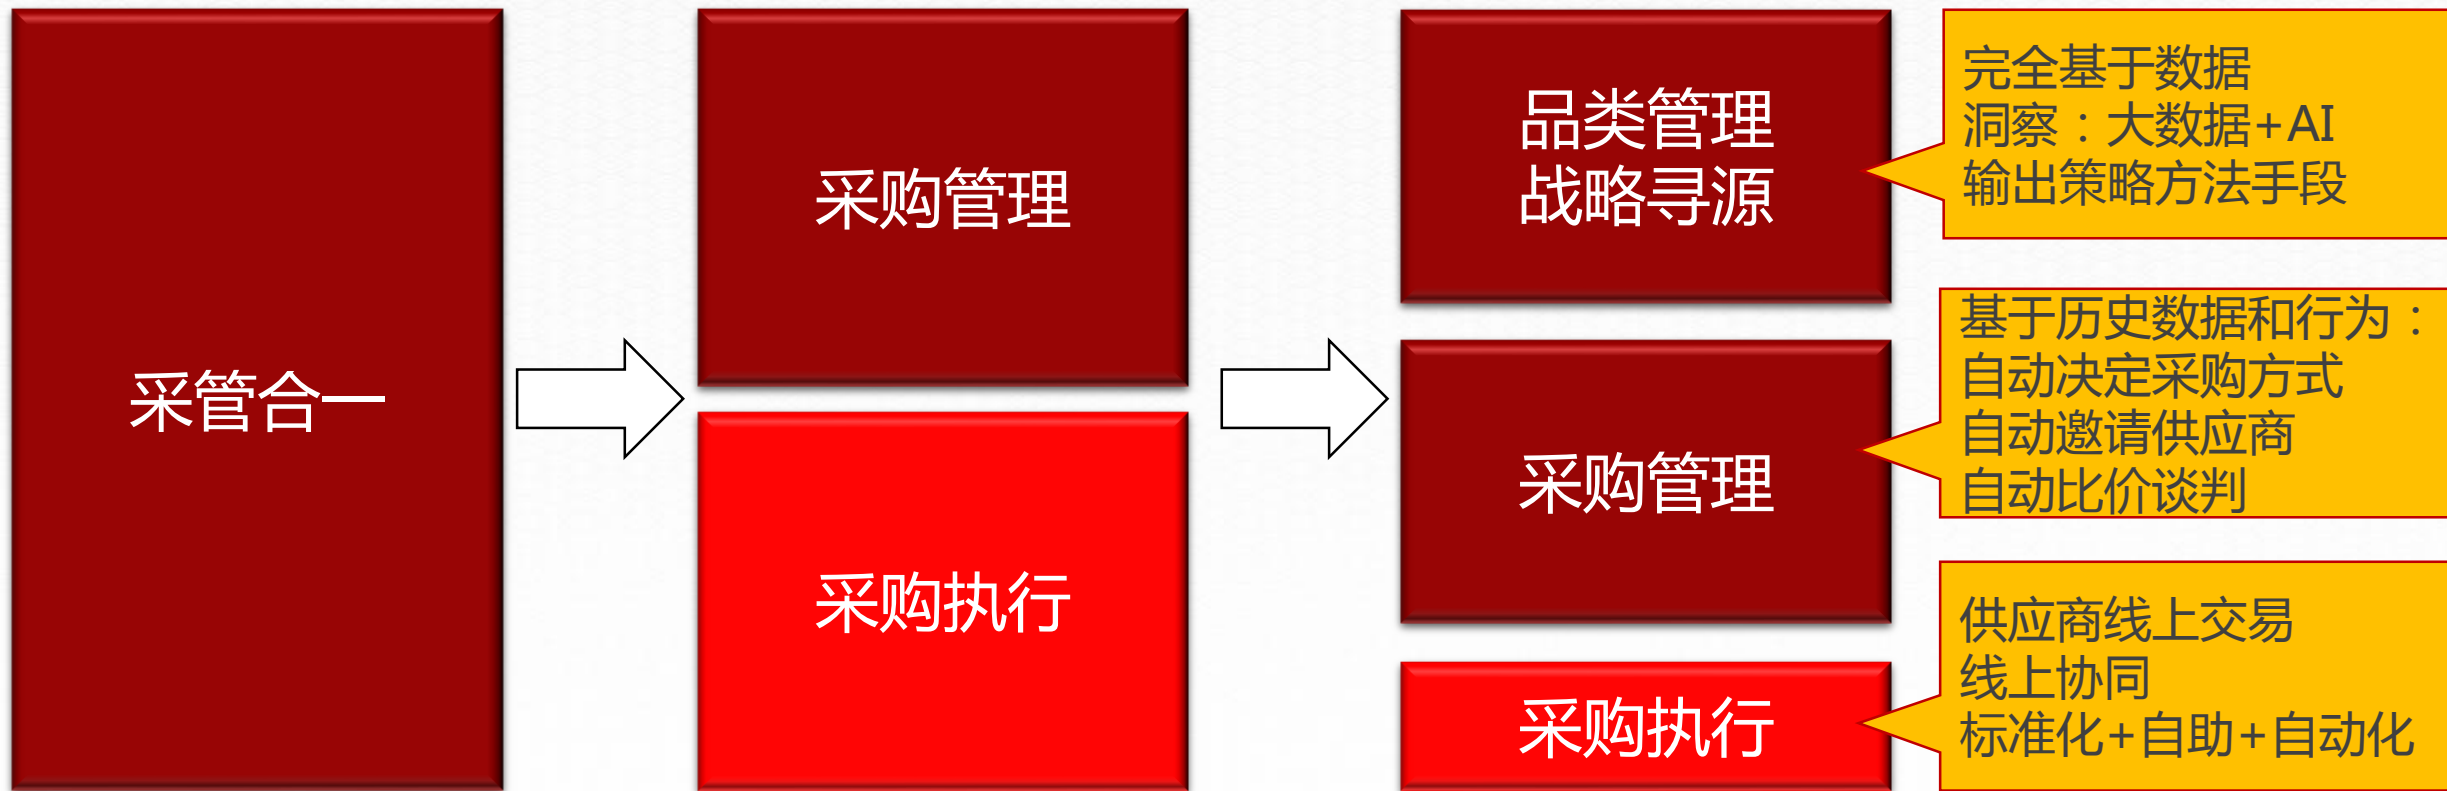 采管合一
采购管理
采购执行
品类管理
战略寻源
采购管理
采购执行
完全基于数据
洞察：大数据+AI
输出策略方法手段
基于历史数据和行为：
自动决定采购方式
自动邀请供应商
自动比价谈判
供应商线上交易
线上协同
标准化+自助+自动化